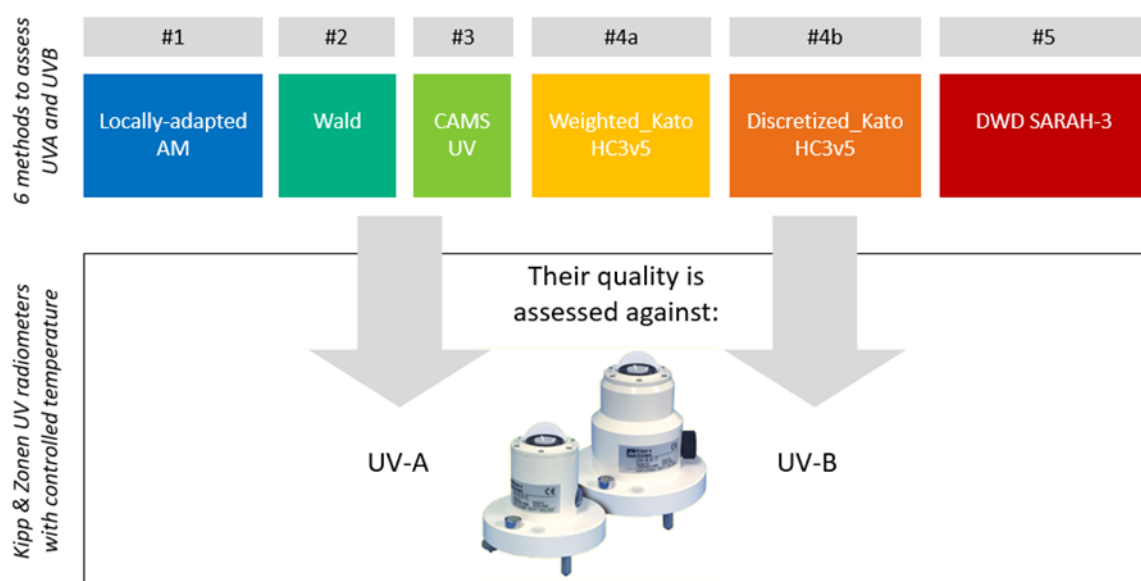 6 methods to assess
UVA and UVB
#1
#2
#3
#4a
#4b
#5
Locally-adapted
AM
Wald
CAMS
UV
Weighted_Kato
HC3v5
Discretized_Kato
HC3v5
DWD SARAH-3
Kipp & Zonen UV radiometers
with controlled temperature
Their quality is
assessed against:
UV-A
UV-B